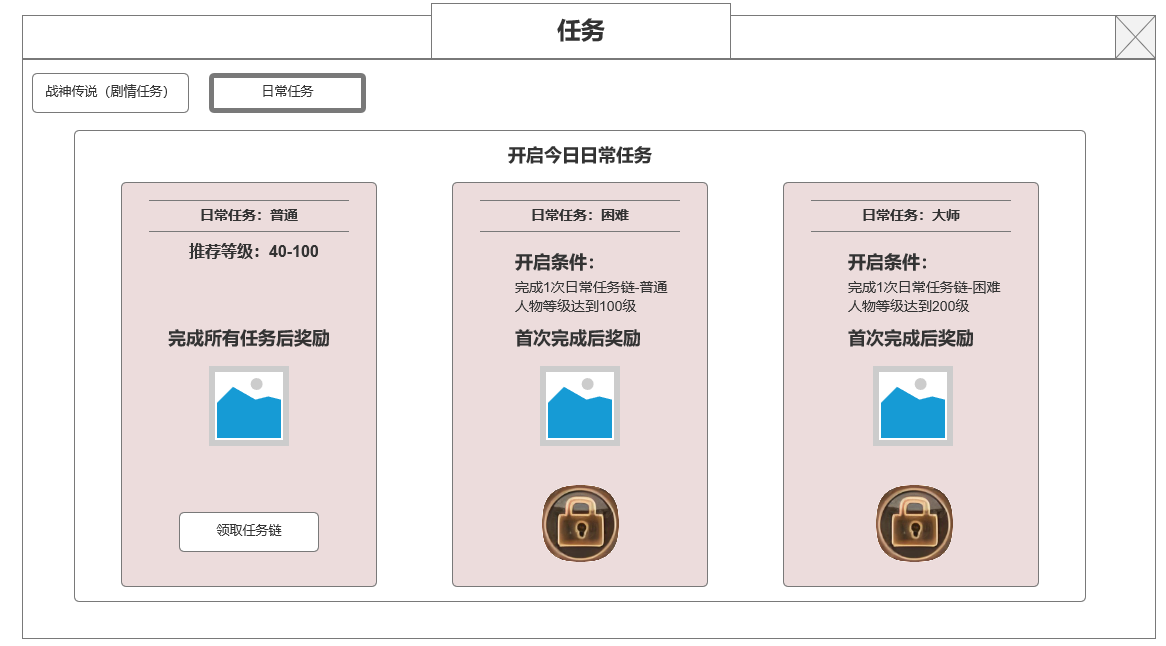 任务
战神传说（剧情任务）
日常任务
开启今日日常任务
日常任务：普通
推荐等级：40-100
完成所有任务后奖励
领取任务链
日常任务：困难
开启条件：
完成1次日常任务链-普通
人物等级达到100级
首次完成后奖励
日常任务：大师
开启条件：
完成1次日常任务链-困难
人物等级达到200级
首次完成后奖励